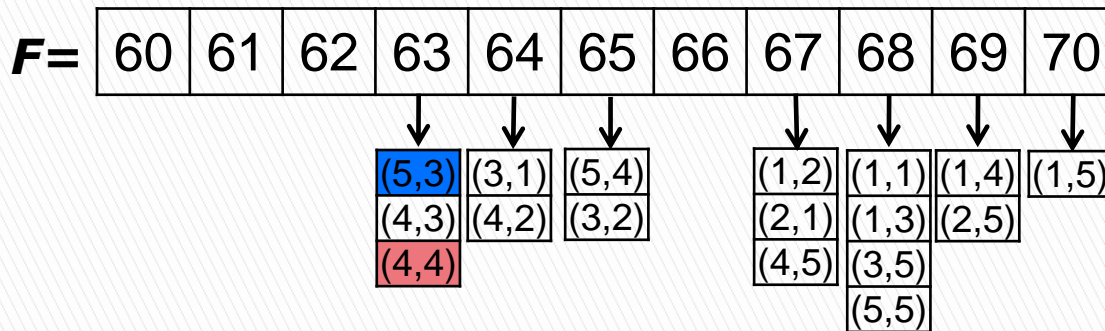 F= 60 61 62 63 64 65 66 67 68 69 70
(5,3) (3,1) (5,4) (1,2) (1,1) (1,4) (1,5)
(4,3) (4,2) (3,2) (2,1) (1,3) (2,5)
(4,4) (4,5) (3,5)
(5,5)